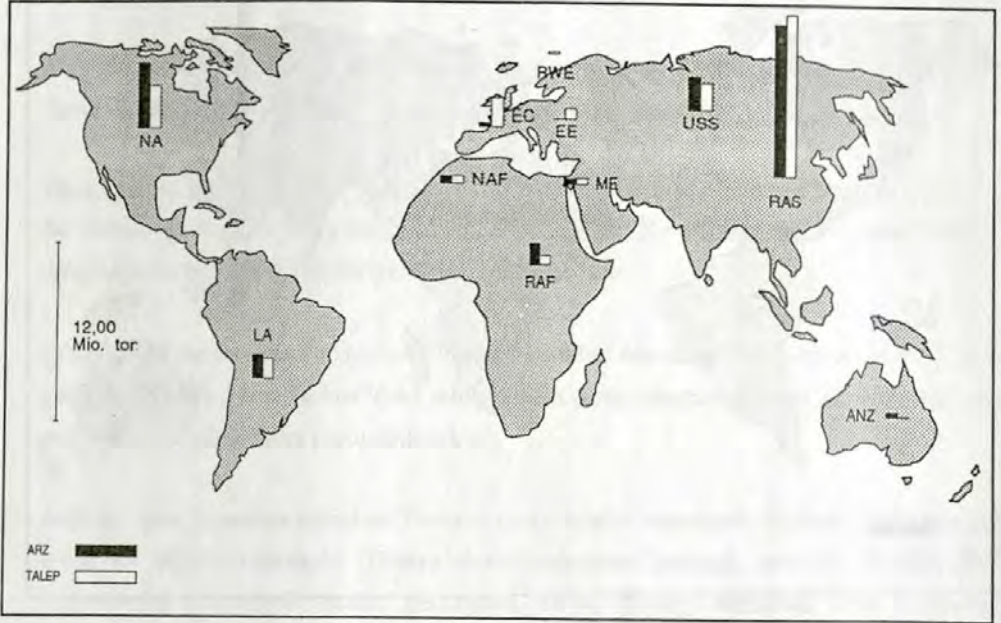 RWE
EC
EE
USS
NA
NAF
ME
RAS
RAF
12,00
Mio. ton
LA
ANZ
ARZ
TALEP